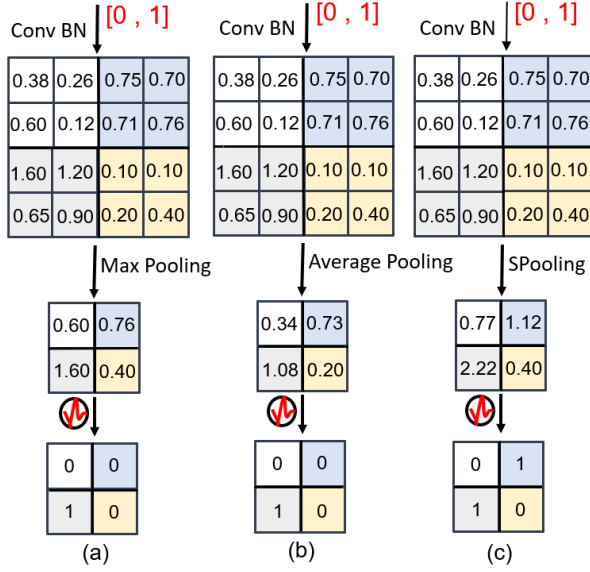 Conv BN [0 , 1] Conv BN [0 , 1] Conv BN [0 , 1]
0.38 0.26 0.75 0.70 0.38 0.26 0.75 0.70 0.38 0.26 0.75 0.70
0.60 0.12 0.71 0.76 0.60 0.12 0.71 0.76 0.60 0.12 0.71 0.76
1.60 1.20 0.10 0.10 1.60 1.20 0.10 0.10 1.60 1.20 0.10 0.10
0.65 0.90 0.20 0.40 0.65 0.90 0.20 0.40 0.65 0.90 0.20 0.40
Max Pooling Average Pooling SPooling
0.60 0.76 0.34 0.73 0.77 1.12
1.60 0.40 1.08 0.20 2.22 0.40
0 0 0 0 0 1
1 0 1 0 1 0
(a) (b) (c)